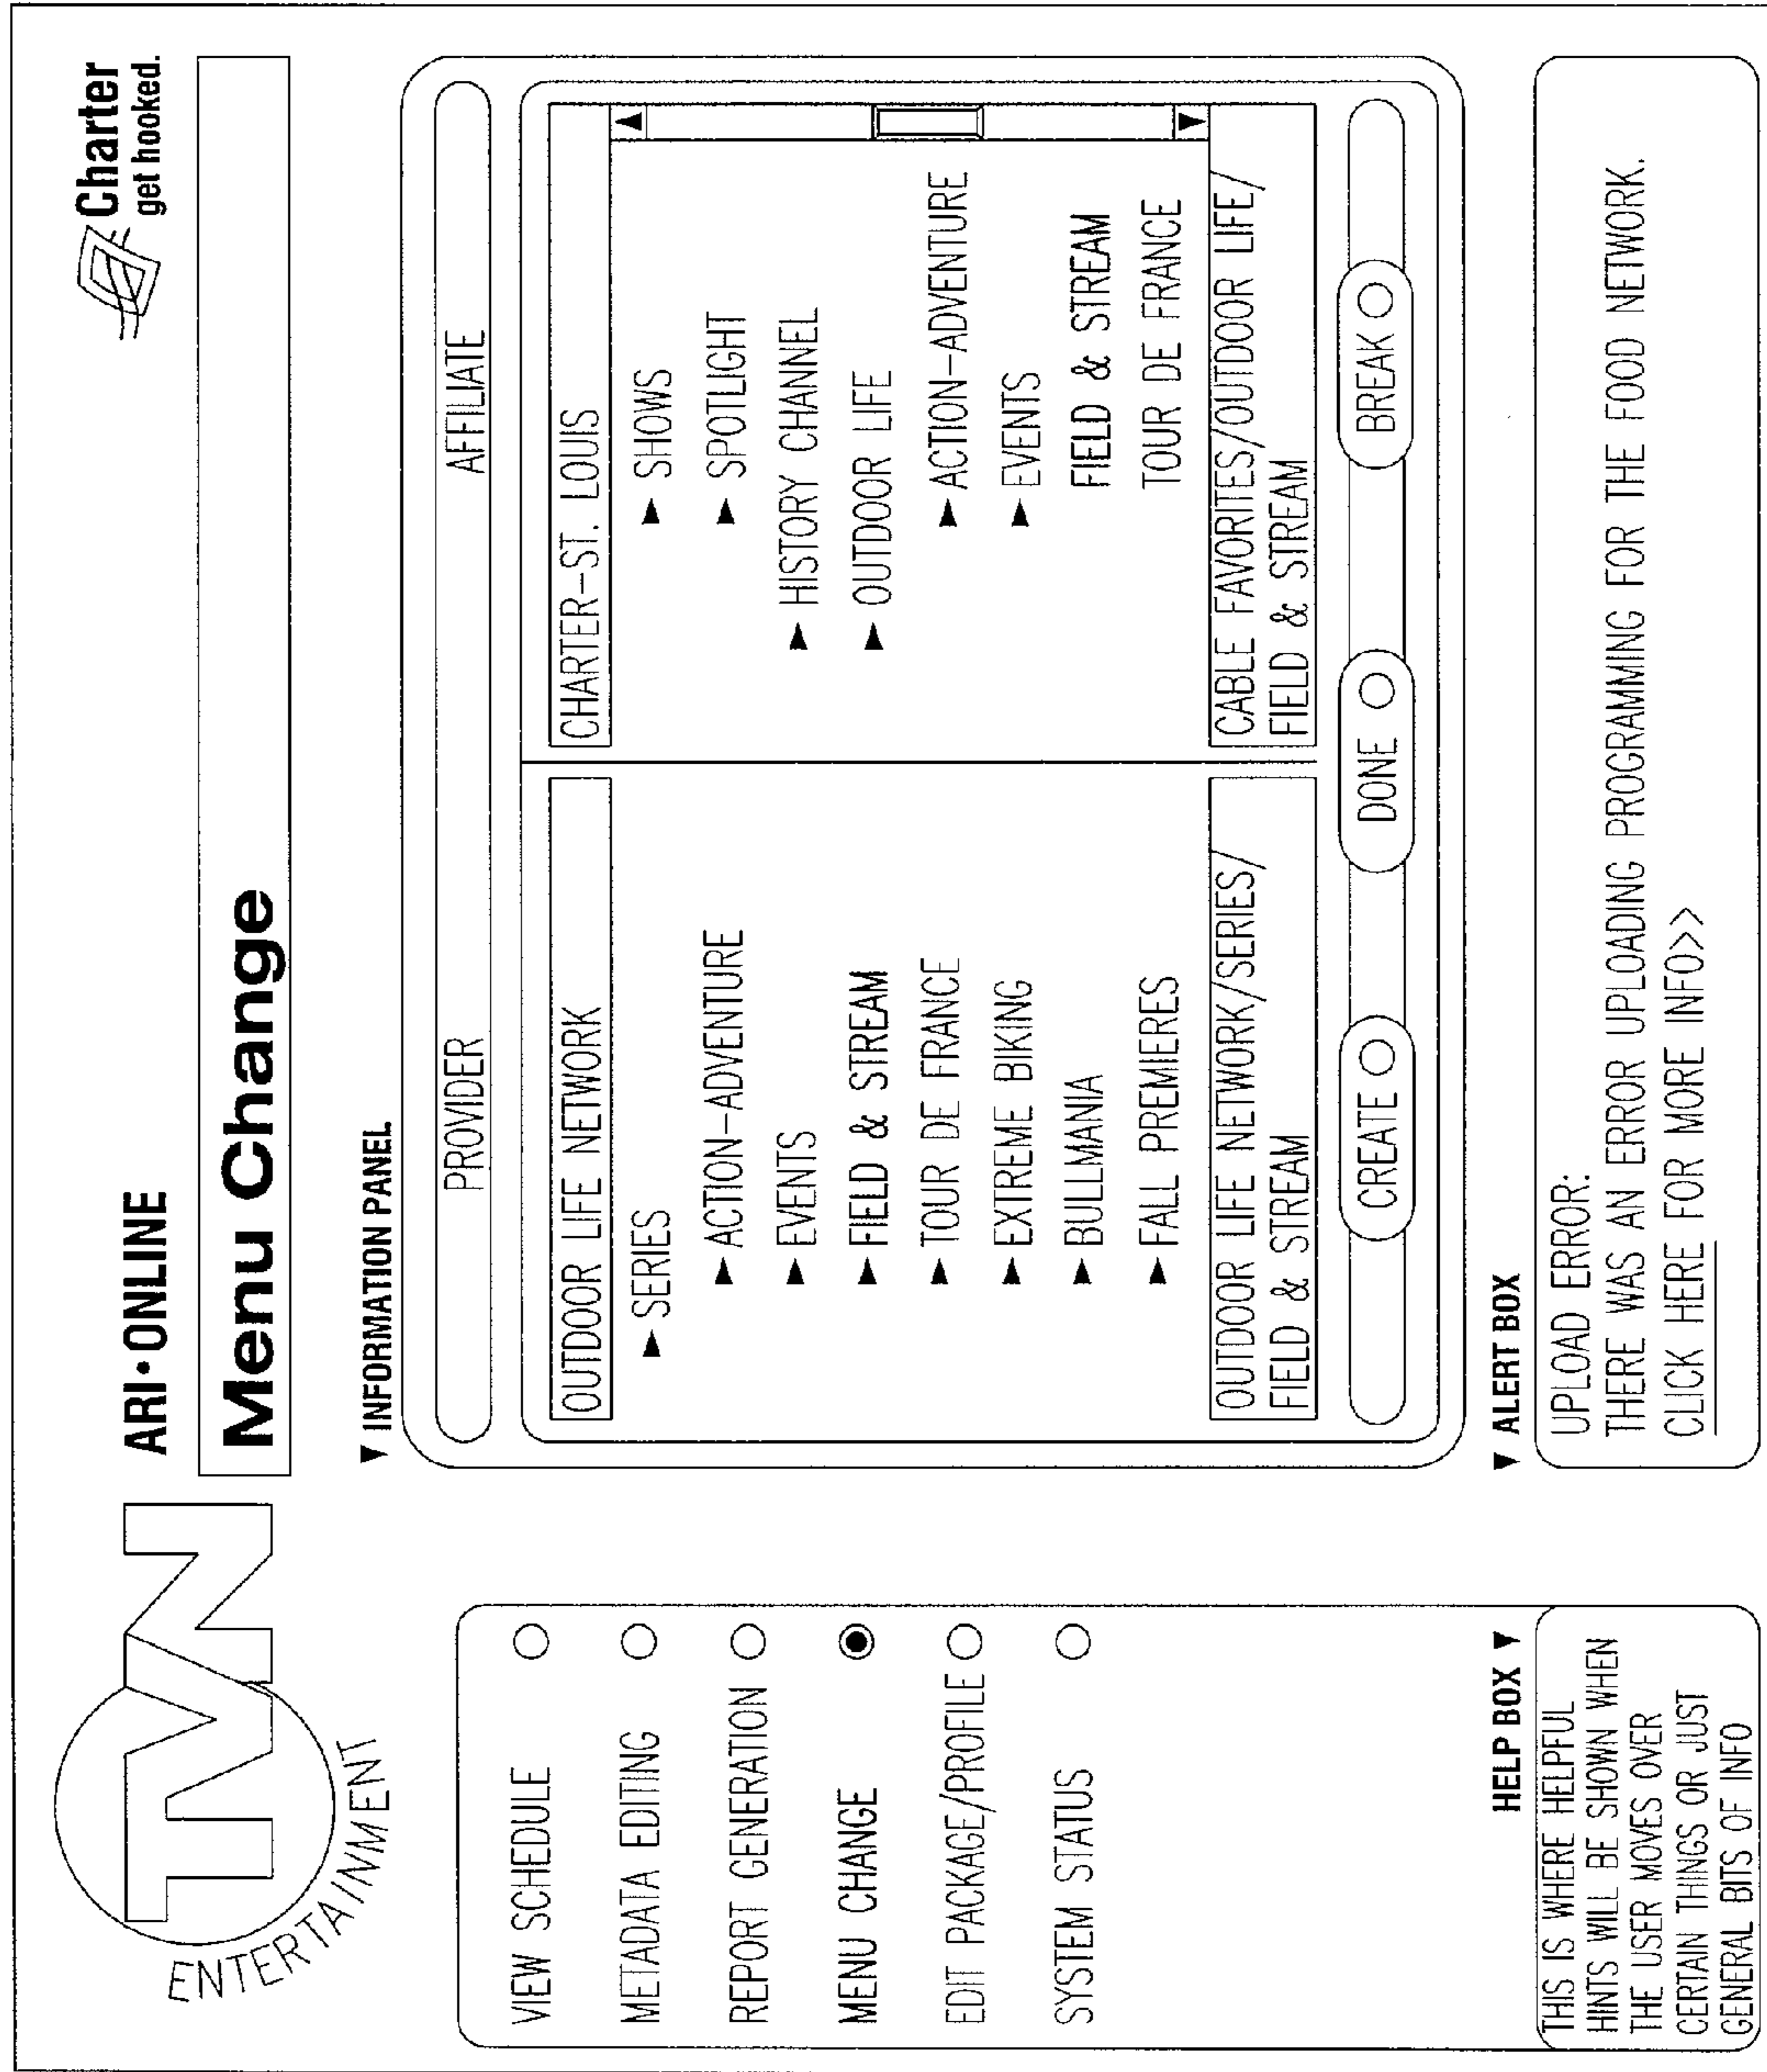 TVN
ENTERTAINMENT
ARI•ONLINE
Charter
get hooked.
Menu Change
VIEW SCHEDULE
METADATA EDITING
REPORT GENERATION
MENU CHANGE
EDIT PACKAGE/PROFILE
SYSTEM STATUS
HELP BOX ▼
THIS IS WHERE HELPFUL
HINTS WILL BE SHOWN WHEN
THE USER MOVES OVER
CERTAIN THINGS OR JUST
GENERAL BITS OF INFO
▼ INFORMATION PANEL
PROVIDER
AFFILIATE
OUTDOOR LIFE NETWORK
► SERIES
► ACTION-ADVENTURE
► EVENTS
► FIELD & STREAM
► TOUR DE FRANCE
► EXTREME BIKING
► BULLMANIA
► FALL PREMIERES
OUTDOOR LIFE NETWORK/SERIES/
FIELD & STREAM
CHARTER-ST. LOUIS
► SHOWS
► SPOTLIGHT
► HISTORY CHANNEL
► OUTDOOR LIFE
► ACTION-ADVENTURE
► EVENTS
FIELD & STREAM
TOUR DE FRANCE
CABLE FAVORITES/OUTDOOR LIFE/
FIELD & STREAM
CREATE
DONE
BREAK
▼ ALERT BOX
UPLOAD ERROR:
THERE WAS AN ERROR UPLOADING PROGRAMMING FOR THE FOOD NETWORK.
CLICK HERE FOR MORE INFO>>